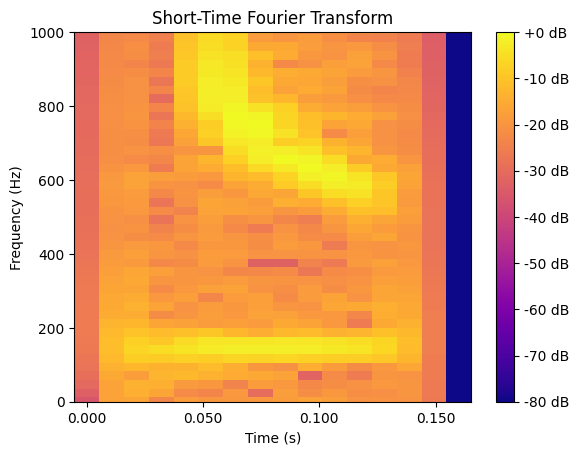 Short-Time Fourier Transform
Frequency (Hz)
1000
800
600
400
200
0
0.000
0.050
0.100
0.150
Time (s)
+0 dB
-10 dB
-20 dB
-30 dB
-40 dB
-50 dB
-60 dB
-70 dB
-80 dB